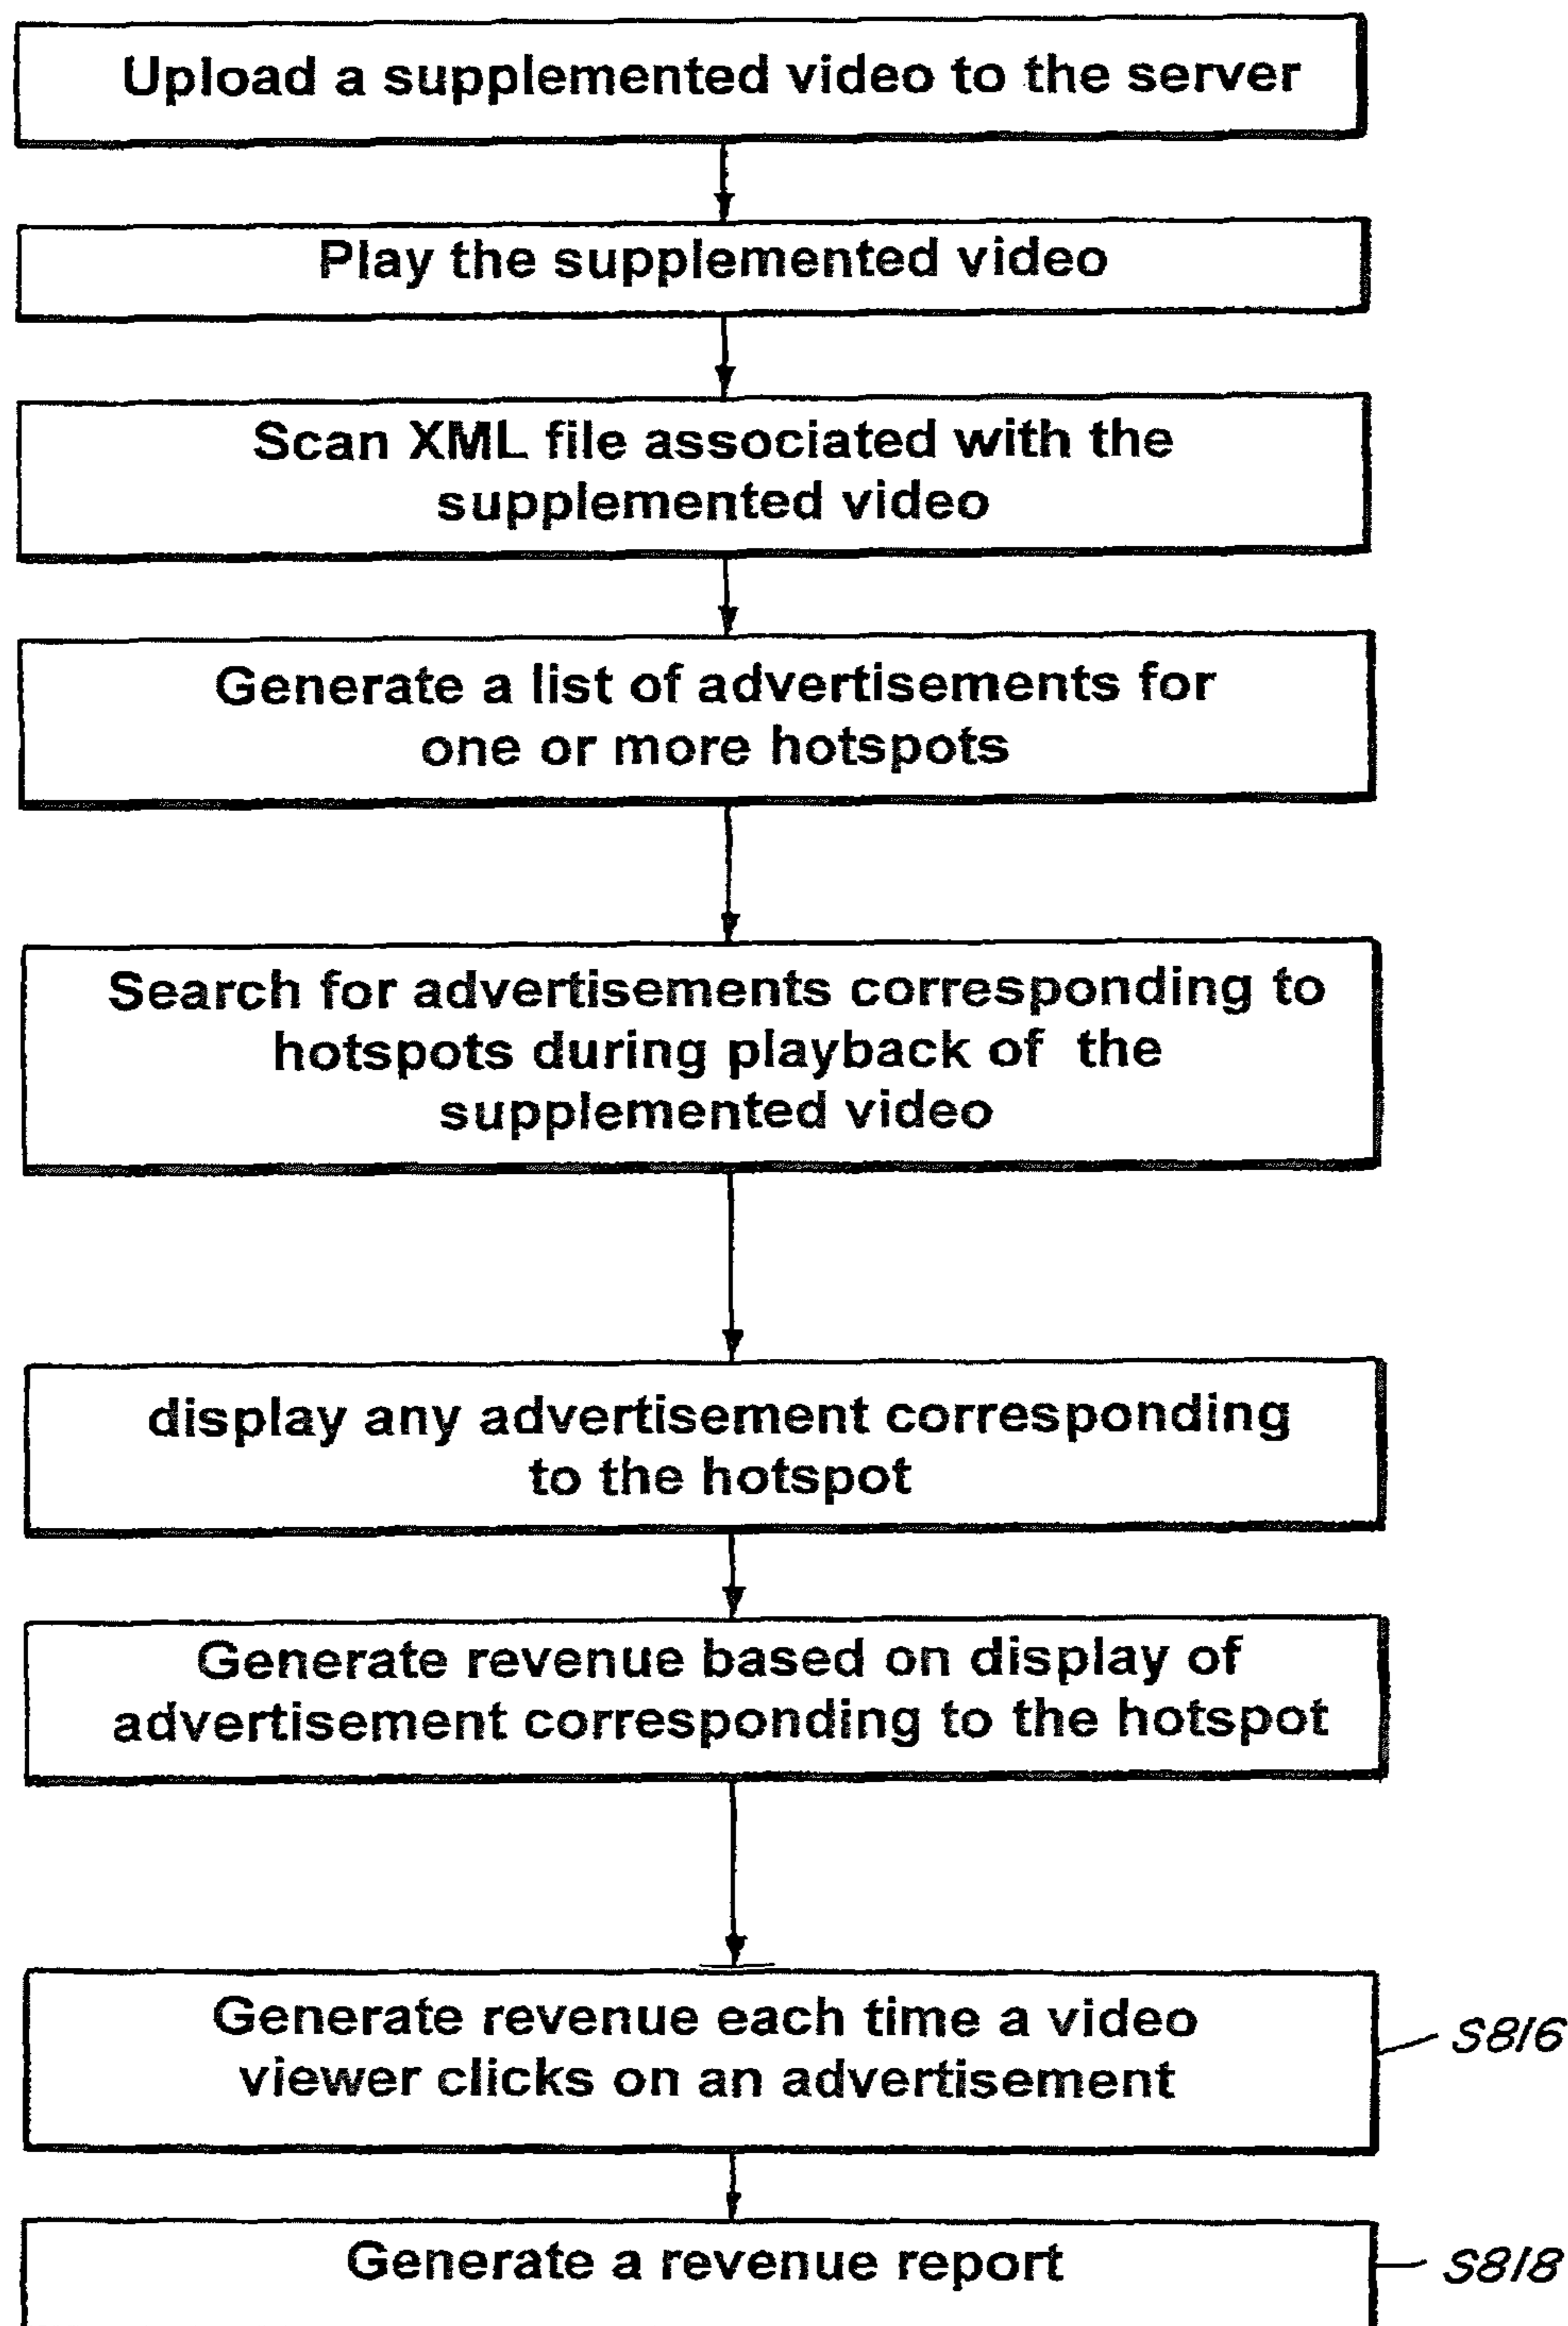 Upload a supplemented video to the server
Play the supplemented video
Scan XML file associated with the
supplemented video
Generate a list of advertisements for
one or more hotspots
Search for advertisements corresponding to
hotspots during playback of the
supplemented video
display any advertisement corresponding
to the hotspot
Generate revenue based on display of
advertisement corresponding to the hotspot
Generate revenue each time a video
viewer clicks on an advertisement
S816
Generate a revenue report
S818